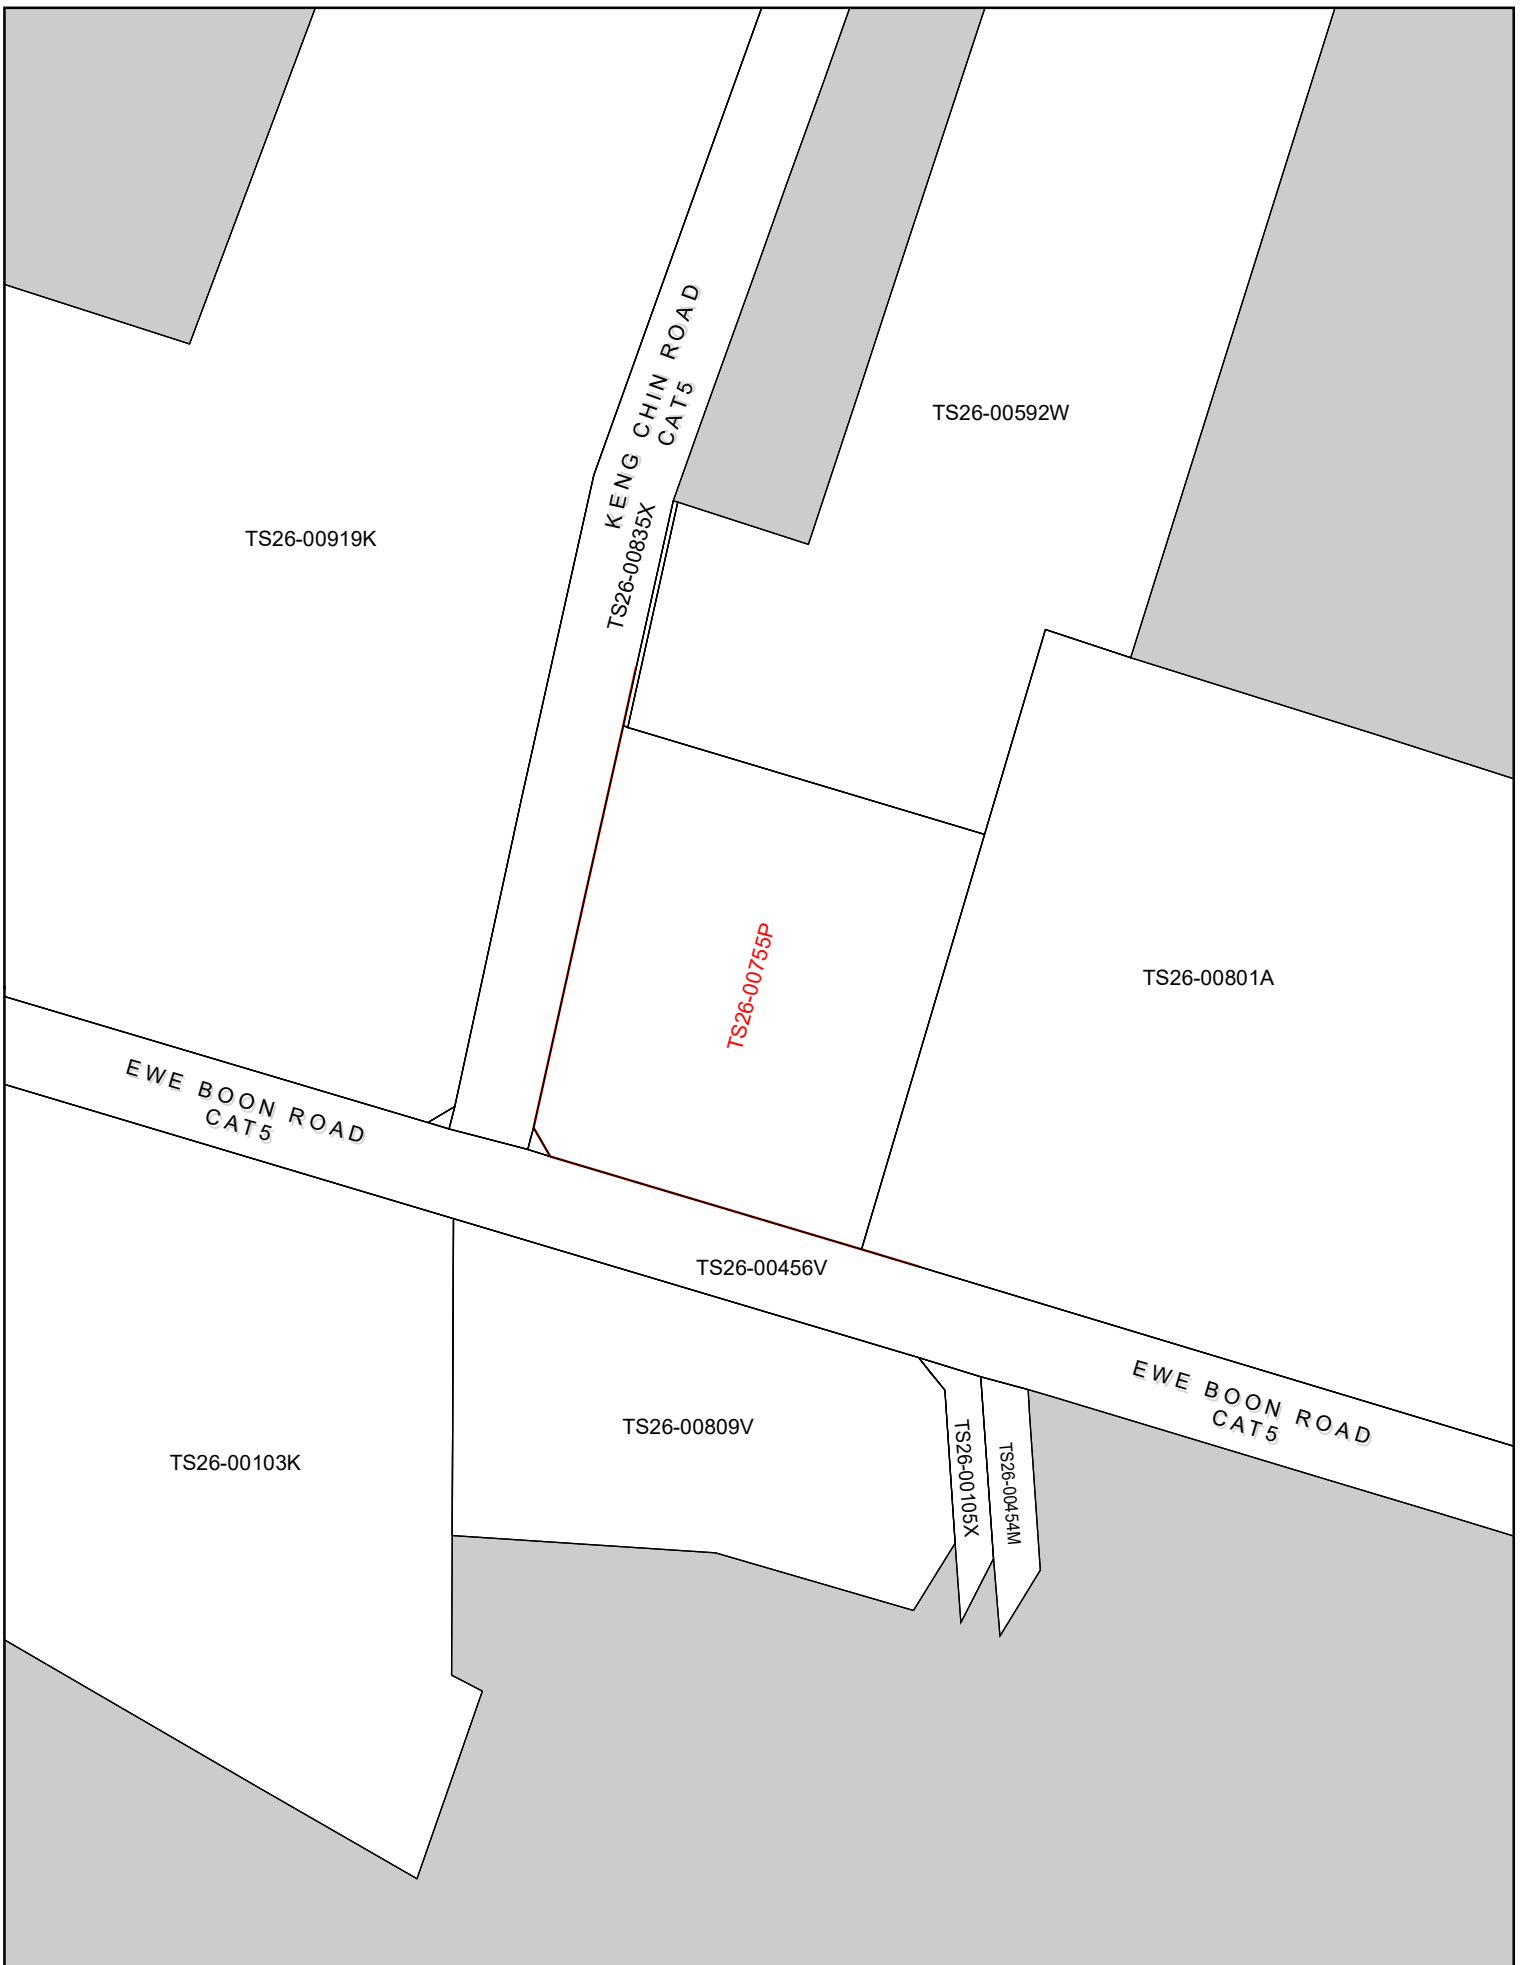 KENG CHIN ROAD
CAT5
TS26-00835X
TS26-00592W
TS26-00919K
TS26-00755P
TS26-00801A
EWE BOON ROAD
CAT5
TS26-00456V
EWE BOON ROAD
CAT5
TS26-00809V
TS26-00103K
TS26-00105X
TS26-00454M